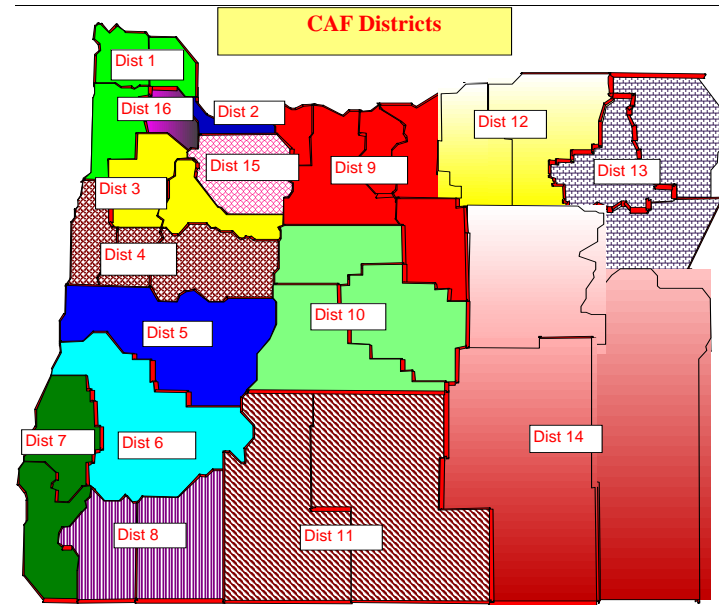 CAF Districts
Dist 1
Dist 16
Dist 2
Dist 12
Dist 15
Dist 9
Dist 13
Dist 3
Dist 4
Dist 10
Dist 5
Dist 7
Dist 6
Dist 14
Dist 8
Dist 11